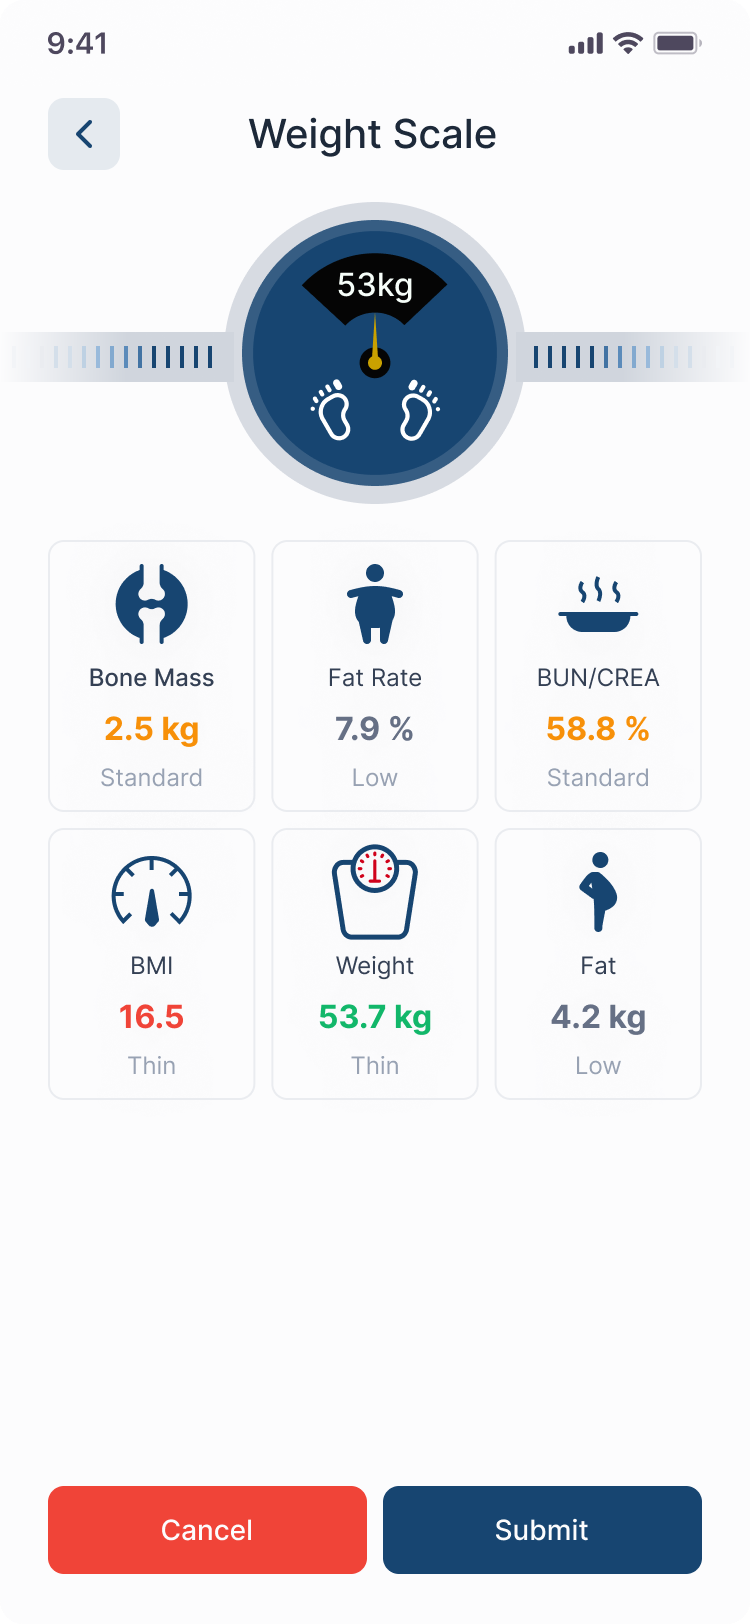 9:41
Weight Scale
53kg
Bone Mass
2.5 kg
Standard
Fat Rate
7.9 %
Low
BUN/CREA
58.8 %
Standard
BMI
16.5
Thin
Weight
53.7 kg
Thin
Fat
4.2 kg
Low
Cancel
Submit